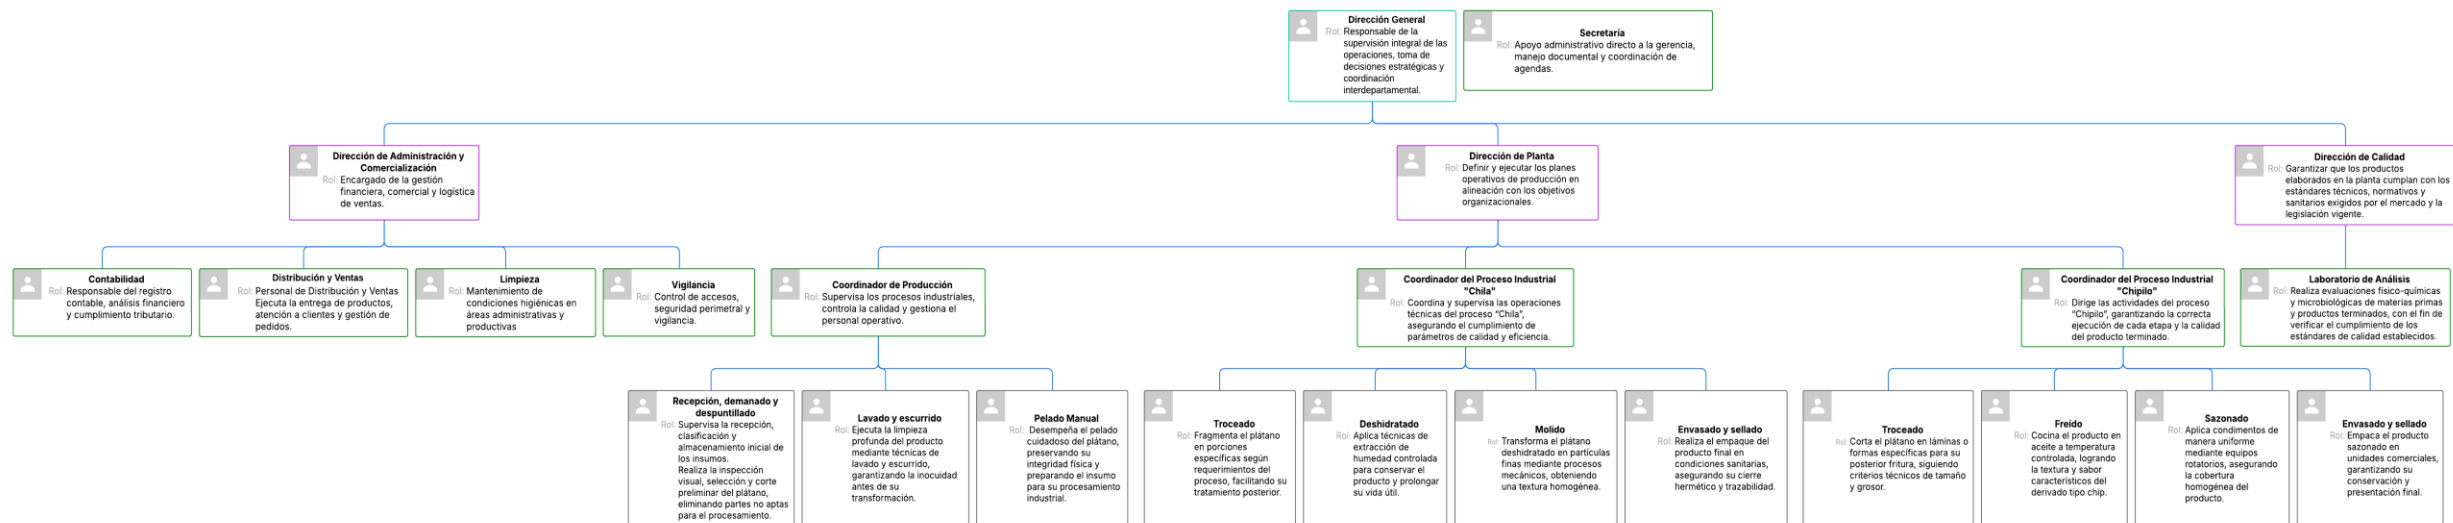 Dirección General
Rol: Responsable de la
supervisión integral de las
operaciones, toma de
decisiones estratégicas y
coordinación
interdepartamental.
Secretaría
Rol: Apoyo administrativo directo a la gerencia,
manejo documental y coordinación de
agendas.
Dirección de Administración y
Comercialización
Rol: Encargado de la gestión
financiera, comercial y logística
de ventas.
Dirección de Planta
Rol: Definir y ejecutar los planes
operativos de producción en
alineación con los objetivos
organizacionales.
Dirección de Calidad
Rol: Garantizar que los productos
elaborados en la planta cumplan con los
estándares técnicos, normativos y
sanitarios exigidos por el mercado y la
legislación vigente.
Contabilidad
Rol: Responsable del registro
contable, análisis financiero
y cumplimiento tributario.
Distribución y Ventas
Rol: Personal de Distribución y Ventas
Ejecuta la entrega de productos,
atención a clientes y gestión de
pedidos.
Limpieza
Rol: Mantenimiento de
condiciones higiénicas en
áreas administrativas y
productivas
Vigilancia
Rol: Control de accesos,
seguridad perimetral y
vigilancia.
Coordinador de Producción
Rol: Supervisa los procesos industriales,
controla la calidad y gestiona el
personal operativo.
Coordinador del Proceso Industrial
"Chila"
Rol: Coordina y supervisa las operaciones
técnicas del proceso “Chila”,
asegurando el cumplimiento de
parámetros de calidad y eficiencia.
Coordinador del Proceso Industrial
"Chipilo"
Rol: Dirige las actividades del proceso
“Chipilo”, garantizando la correcta
ejecución de cada etapa y la calidad
del producto terminado.
Laboratorio de Análisis
Rol: Realiza evaluaciones físico-químicas
y microbiológicas de materias primas
y productos terminados, con el fin de
verificar el cumplimiento de los
estándares de calidad establecidos.
Recepción, demanado y
despuntillado
Rol: Supervisa la recepción,
clasificación y
almacenamiento inicial de
los insumos.
Realiza la inspección
visual, selección y corte
preliminar del plátano,
eliminando partes no aptas
para el procesamiento.
Lavado y escurrido
Rol: Ejecuta la limpieza
profunda del producto
mediante técnicas de
lavado y escurrido,
garantizando la inocuidad
antes de su
transformación.
Pelado Manual
Rol: Desempeña el pelado
cuidadoso del plátano,
preservando su
integridad física y
preparando el insumo
para su procesamiento
industrial.
Troceado
Rol: Fragmenta el plátano
en porciones
específicas según
requerimientos del
proceso, facilitando su
tratamiento posterior.
Deshidratado
Rol: Aplica técnicas de
extracción de
humedad controlada
para conservar el
producto y prolongar
su vida útil.
Molido
Rol: Transforma el plátano
deshidratado en partículas
finas mediante procesos
mecánicos, obteniendo
una textura homogénea.
Envasado y sellado
Rol: Realiza el empaque del
producto final en
condiciones sanitarias,
asegurando su cierre
hermético y trazabilidad.
Troceado
Rol: Corta el plátano en láminas o
formas específicas para su
posterior fritura, siguiendo
criterios técnicos de tamaño
y grosor.
Freído
Rol: Cocina el producto en
aceite a temperatura
controlada, logrando
la textura y sabor
característicos del
derivado tipo chip.
Sazonado
Rol: Aplica condimentos de
manera uniforme
mediante equipos
rotatorios, asegurando
la cobertura
homogénea del
producto.
Envasado y sellado
Rol: Empaca el producto
sazonado en
unidades comerciales,
garantizando su
conservación y
presentación final.